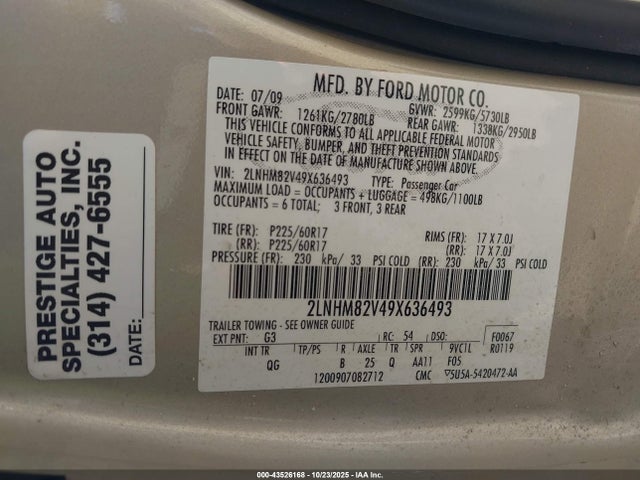 MFD. BY FORD MOTOR CO.
DATE: 07/09 GVWR: 2599KG/5730LB
FRONT GAWR: 1261KG/2780LB REAR GAWR: 1338KG/2950LB
THIS VEHICLE CONFORMS TO ALL APPLICABLE FEDERAL MOTOR
VEHICLE SAFETY, BUMPER, AND THEFT PREVENTION STANDARDS
IN EFFECT ON THE DATE OF MANUFACTURE SHOWN ABOVE.
VIN: 2LNHM82V49X636493 TYPE: Passenger Car
MAXIMUM LOAD = OCCUPANTS + LUGGAGE = 498KG/1100LB
OCCUPANTS = 6 TOTAL; 3 FRONT, 3 REAR
TIRE (FR): P225/60R17 RIMS (FR): 17 X 7.0J
(RR): P225/60R17 (RR): 17 X 7.0J
PRESSURE (FR): 230 kPa/ 33 PSI COLD (RR): 230 kPa/ 33 PSI COLD
2LNHM82V49X636493
TRAILER TOWING - SEE OWNER GUIDE
EXT PNT: G3 RC: 54 DSO: F0067
INT TR TP/PS R AXLE TR SPR 9VC1L R0119
QG B 25 Q AA11 F05
1200907082712 CMC ▽5U5A-5420472-AA
PRESTIGE AUTO
SPECIALTIES, INC.
(314) 427-6555
DATE:
000-43526168 - 10/23/2025 - IAA Inc.